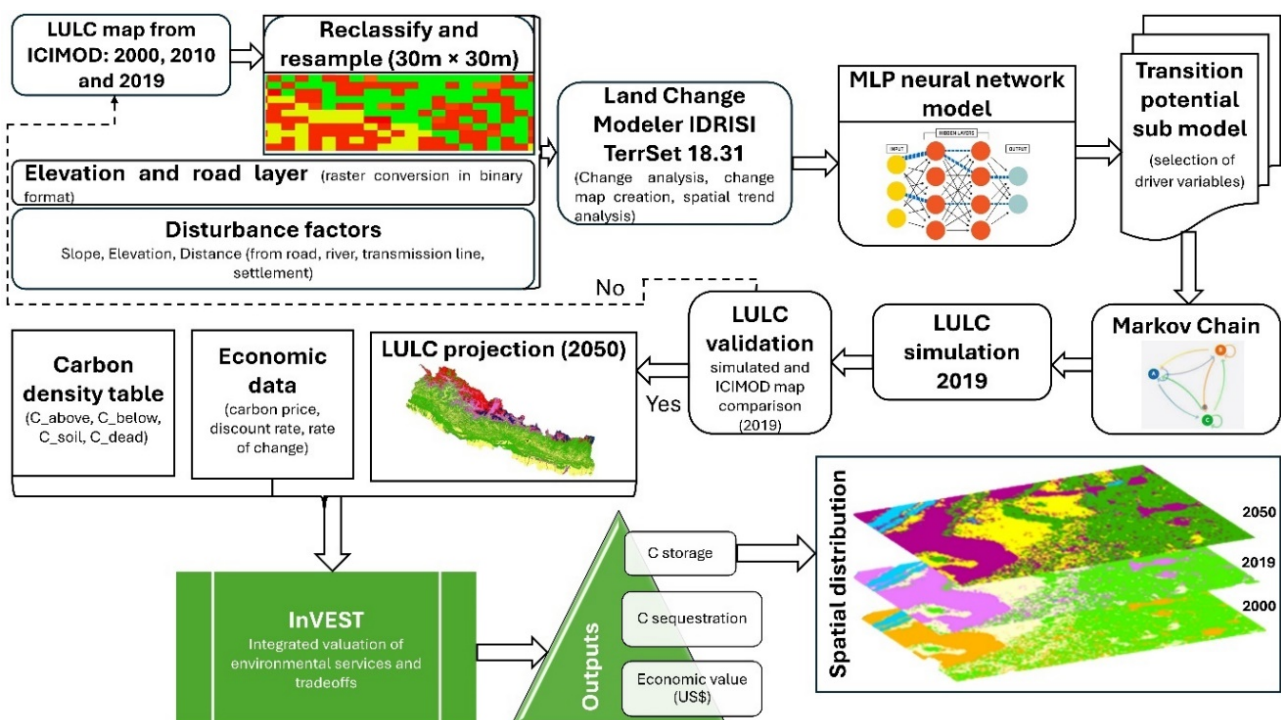 LULC map from
ICIMOD: 2000, 2010
and 2019
Reclassify and
resample (30m × 30m)
Elevation and road layer (raster conversion in binary
format)
Disturbance factors
Slope, Elevation, Distance (from road, river, transmission line,
settlement)
Land Change
Modeler IDRISI
TerrSet 18.31
(Change analysis, change
map creation, spatial trend
analysis)
MLP neural network
model
HIDDEN LAYERS
INPUT
OUTPUT
Transition
potential
sub model
(selection of
driver variables)
No
Carbon
density table
(C_above, C_below,
C_soil, C_dead)
Economic
data
(carbon price,
discount rate, rate
of change)
LULC projection (2050)
Yes
LULC
validation
simulated and
ICIMOD map
comparison
(2019)
LULC
simulation
2019
Markov Chain
A
C
InVEST
Integrated valuation of
environmental services and
tradeoffs
Outputs
C storage
C sequestration
Economic value
(US$)
Spatial distribution
2050
2019
2000